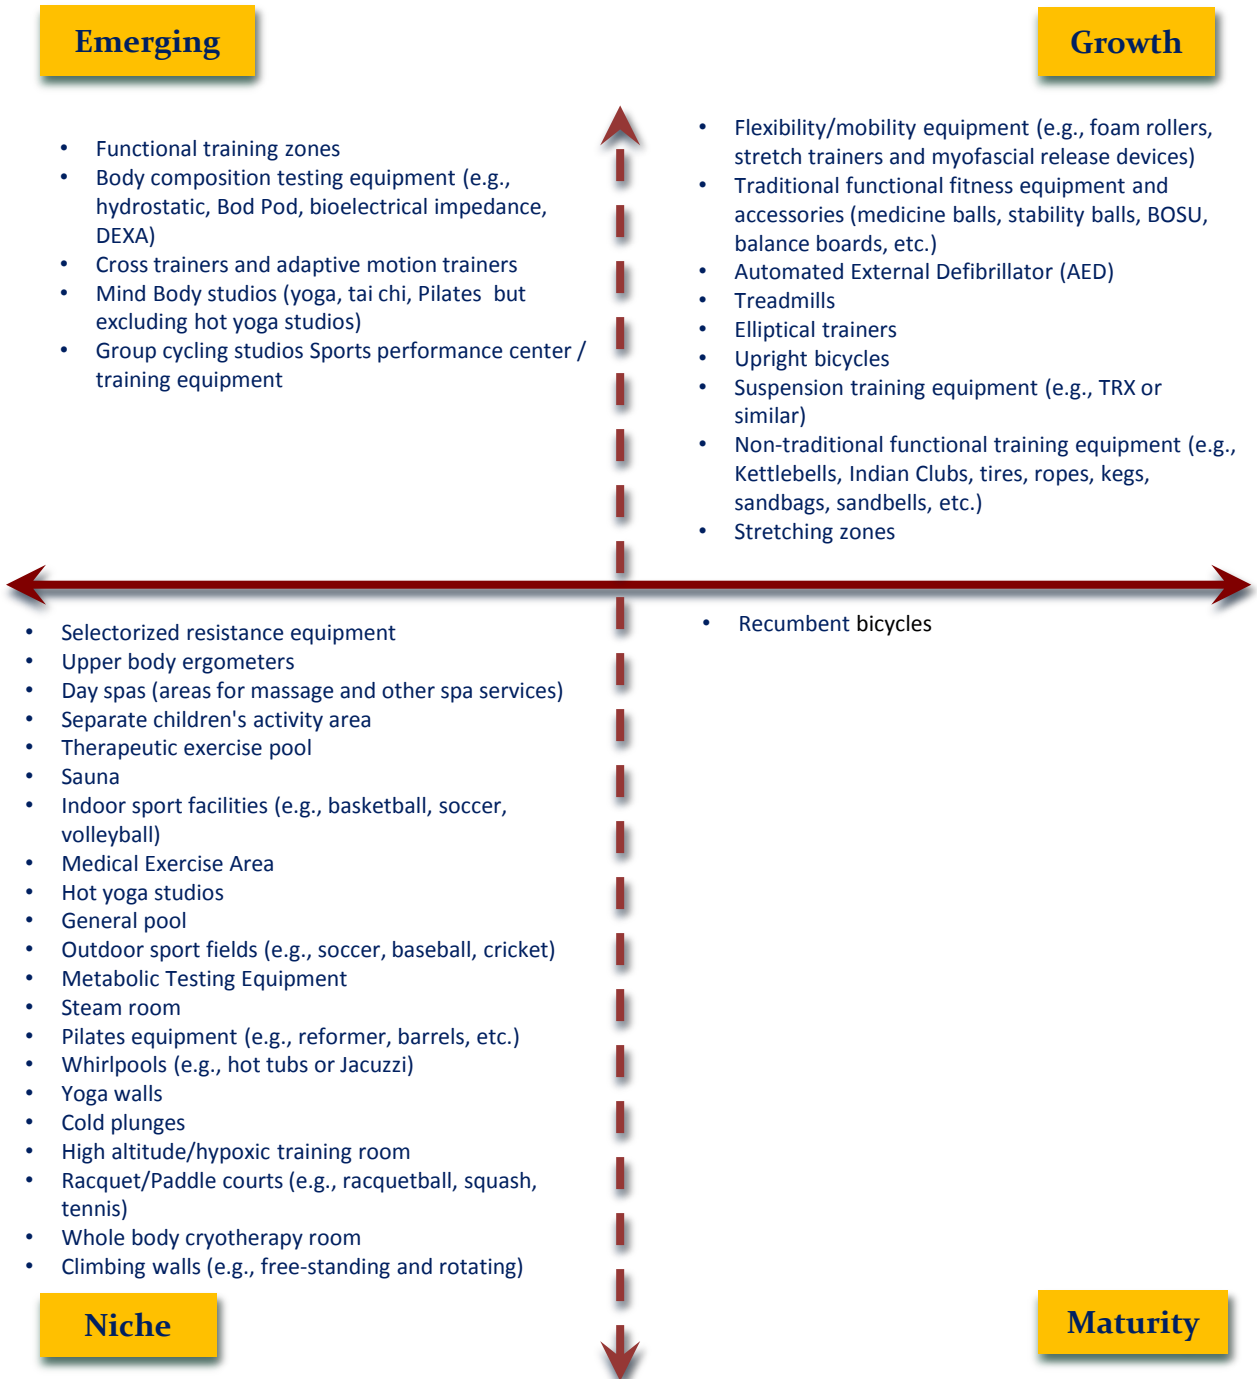 Emerging
Growth
• Functional training zones
• Body composition testing equipment (e.g.,
hydrostatic, Bod Pod, bioelectrical impedance,
DEXA)
• Cross trainers and adaptive motion trainers
• Mind Body studios (yoga, tai chi, Pilates but
excluding hot yoga studios)
• Group cycling studios Sports performance center /
training equipment
• Flexibility/mobility equipment (e.g., foam rollers,
stretch trainers and myofascial release devices)
• Traditional functional fitness equipment and
accessories (medicine balls, stability balls, BOSU,
balance boards, etc.)
• Automated External Defibrillator (AED)
• Treadmills
• Elliptical trainers
• Upright bicycles
• Suspension training equipment (e.g., TRX or
similar)
• Non-traditional functional training equipment (e.g.,
Kettlebells, Indian Clubs, tires, ropes, kegs,
sandbags, sandbells, etc.)
• Stretching zones
• Selectorized resistance equipment
• Upper body ergometers
• Day spas (areas for massage and other spa services)
• Separate children's activity area
• Therapeutic exercise pool
• Sauna
• Indoor sport facilities (e.g., basketball, soccer,
volleyball)
• Medical Exercise Area
• Hot yoga studios
• General pool
• Outdoor sport fields (e.g., soccer, baseball, cricket)
• Metabolic Testing Equipment
• Steam room
• Pilates equipment (e.g., reformer, barrels, etc.)
• Whirlpools (e.g., hot tubs or Jacuzzi)
• Yoga walls
• Cold plunges
• High altitude/hypoxic training room
• Racquet/Paddle courts (e.g., racquetball, squash,
tennis)
• Whole body cryotherapy room
• Climbing walls (e.g., free-standing and rotating)
• Recumbent bicycles
Niche
Maturity